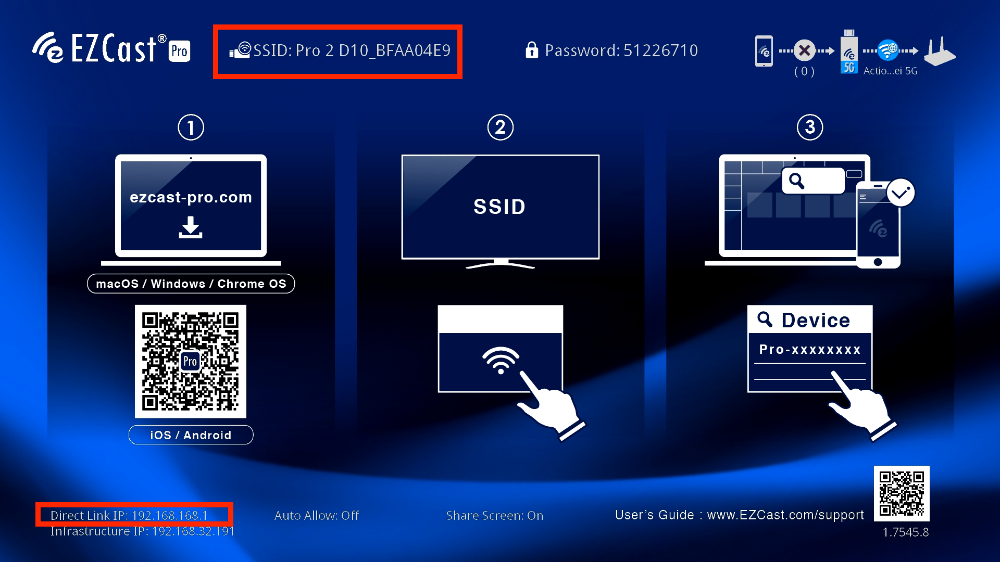 EZCast® Pro
SSID: Pro 2 D10_BFAA04E9
Password: 51226710
( 0 )
5G
Actio...ei 5G
1
ezcast-pro.com
macOS / Windows / Chrome OS
Pro
iOS / Android
2
SSID
3
Device
Pro-xxxxxxxx
Direct Link IP: 192.168.168.1
Infrastructure IP: 192.168.32.191
Auto Allow: Off
Share Screen: On
User's Guide : www.EZCast.com/support
1.7545.8